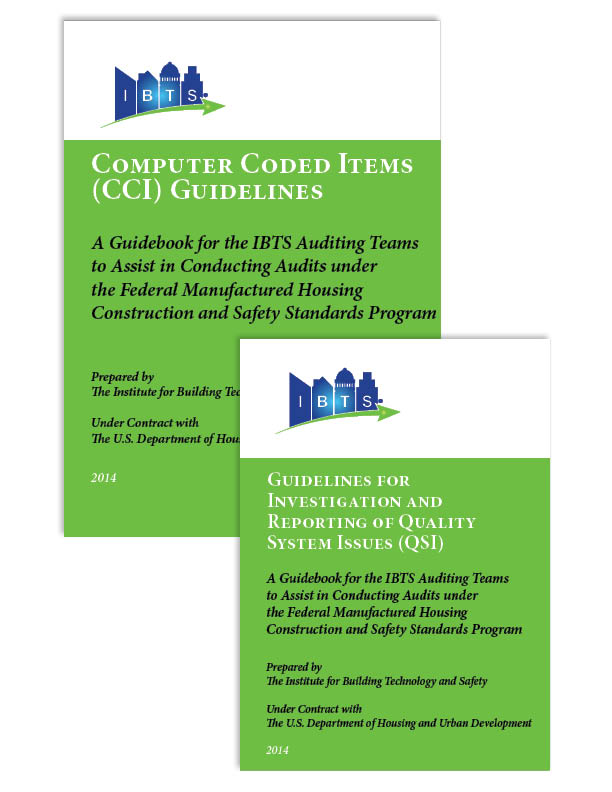 IBTS
COMPUTER CODED ITEMS
(CCI) GUIDELINES
A Guidebook for the IBTS Auditing Teams
to Assist in Conducting Audits under
the Federal Manufactured Housing
Construction and Safety Standards Program
Prepared by
The Institute for Building
Under Contract with
The U.S. Department of
2014
IBTS
GUIDELINES FOR
INVESTIGATION AND
REPORTING OF QUALITY
SYSTEM ISSUES (QSI)
A Guidebook for the IBTS Auditing Teams
to Assist in Conducting Audits under
the Federal Manufactured Housing
Construction and Safety Standards Program
Prepared by
The Institute for Building Technology and Safety
Under Contract with
The U.S. Department of Housing and Urban Development
2014